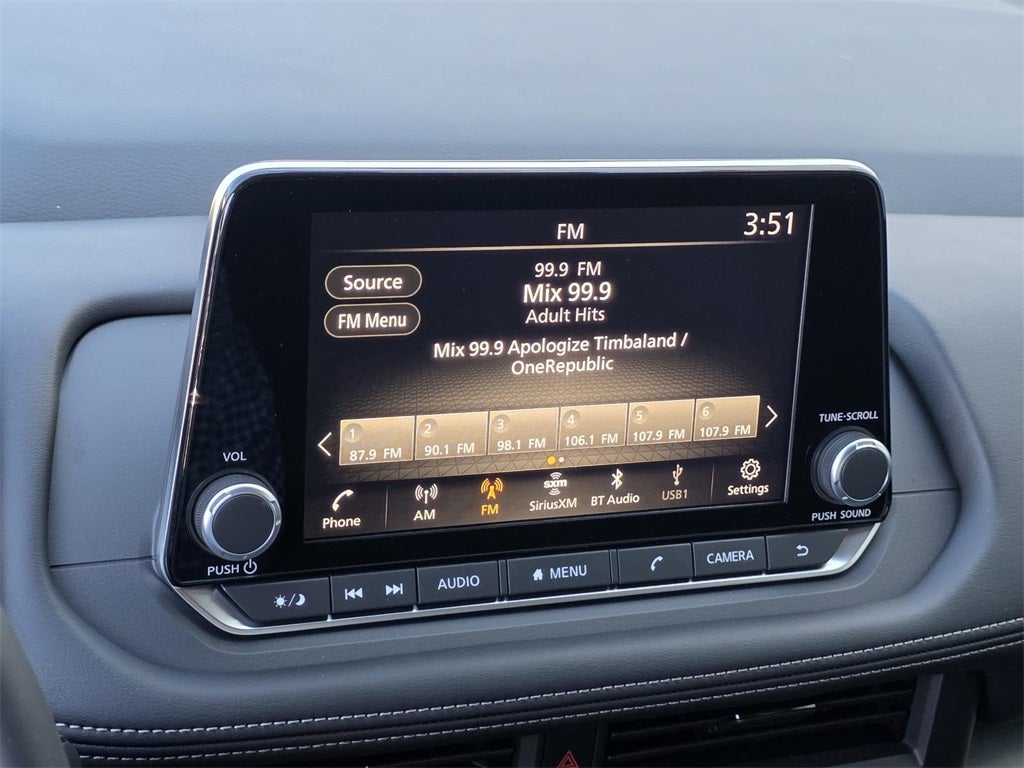 FM
3:51
Source
99.9 FM
Mix 99.9
FM Menu
Adult Hits
Mix 99.9 Apologize Timbaland /
OneRepublic
1 2 3 4 5 6
87.9 FM 90.1 FM 98.1 FM 106.1 FM 107.9 FM 107.9 FM
TUNE·SCROLL
VOL
Phone AM FM sxm SiriusXM BT Audio USB1 Settings
PUSH SOUND
PUSH
AUDIO MENU CAMERA